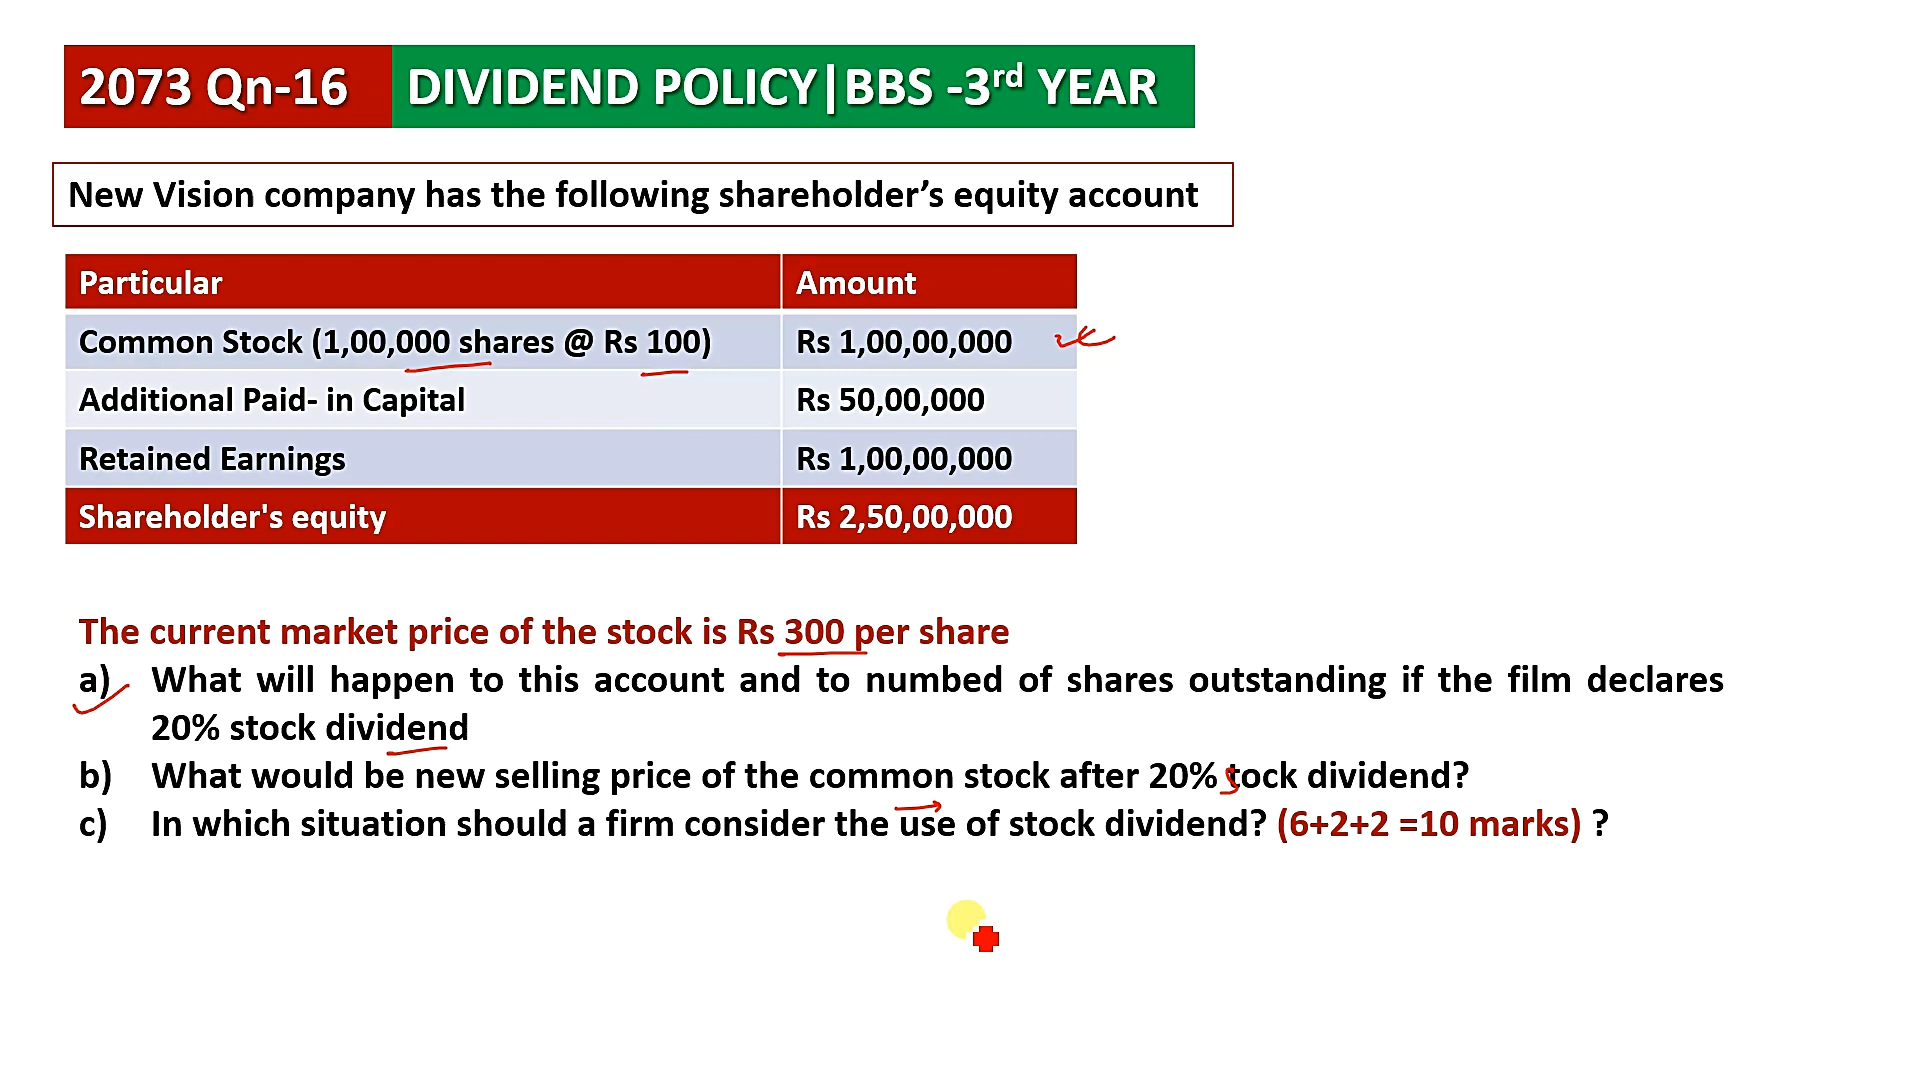 2073 Qn-16 DIVIDEND POLICY|BBS -3rd YEAR
New Vision company has the following shareholder’s equity account
Particular Amount
Common Stock (1,00,000 shares @ Rs 100) Rs 1,00,00,000
Additional Paid- in Capital Rs 50,00,000
Retained Earnings Rs 1,00,00,000
Shareholder's equity Rs 2,50,00,000
The current market price of the stock is Rs 300 per share
a) What will happen to this account and to numbed of shares outstanding if the film declares
20% stock dividend
b) What would be new selling price of the common stock after 20% tock dividend?
c) In which situation should a firm consider the use of stock dividend? (6+2+2 =10 marks) ?